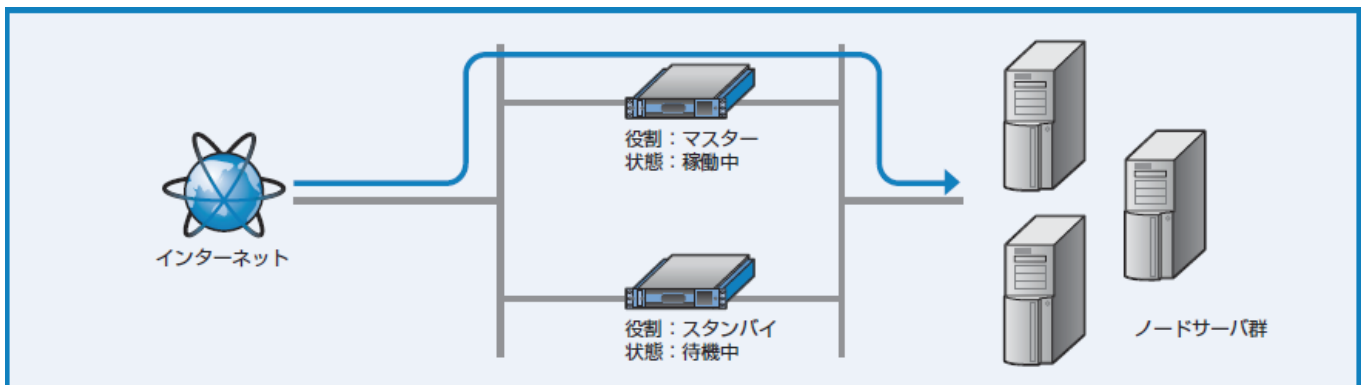 インターネット
役割：マスター
状態：稼働中
役割：スタンバイ
状態：待機中
ノードサーバ群